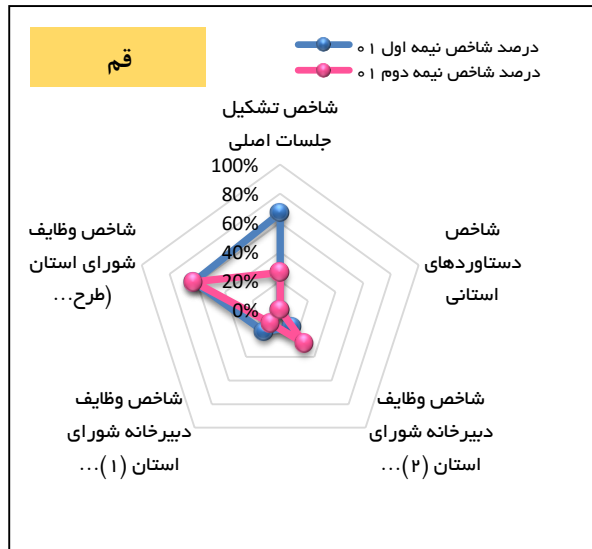 قم
درصد شاخص نیمه اول ۰۱
درصد شاخص نیمه دوم ۰۱
شاخص تشکیل
جلسات اصلی
100%
80%
60%
40%
20%
0%
شاخص
دستاوردهای
استانی
شاخص وظایف
دبیرخانه شورای
استان (۲)...
شاخص وظایف
دبیرخانه شورای
استان (۱)...
شاخص وظایف
شورای استان
(طرح...